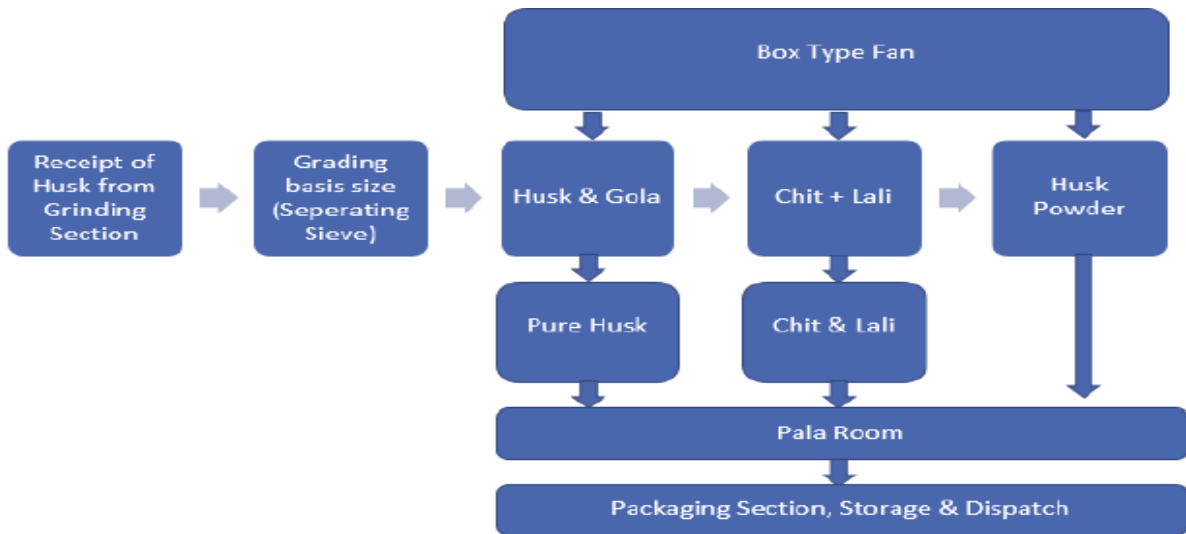 Box Type Fan
Receipt of
Husk from
Grinding
Section
Grading
basis size
(Seperating
Sieve)
Husk & Gola
Chit + Lali
Husk
Powder
Pure Husk
Chit & Lali
Pala Room
Packaging Section, Storage & Dispatch